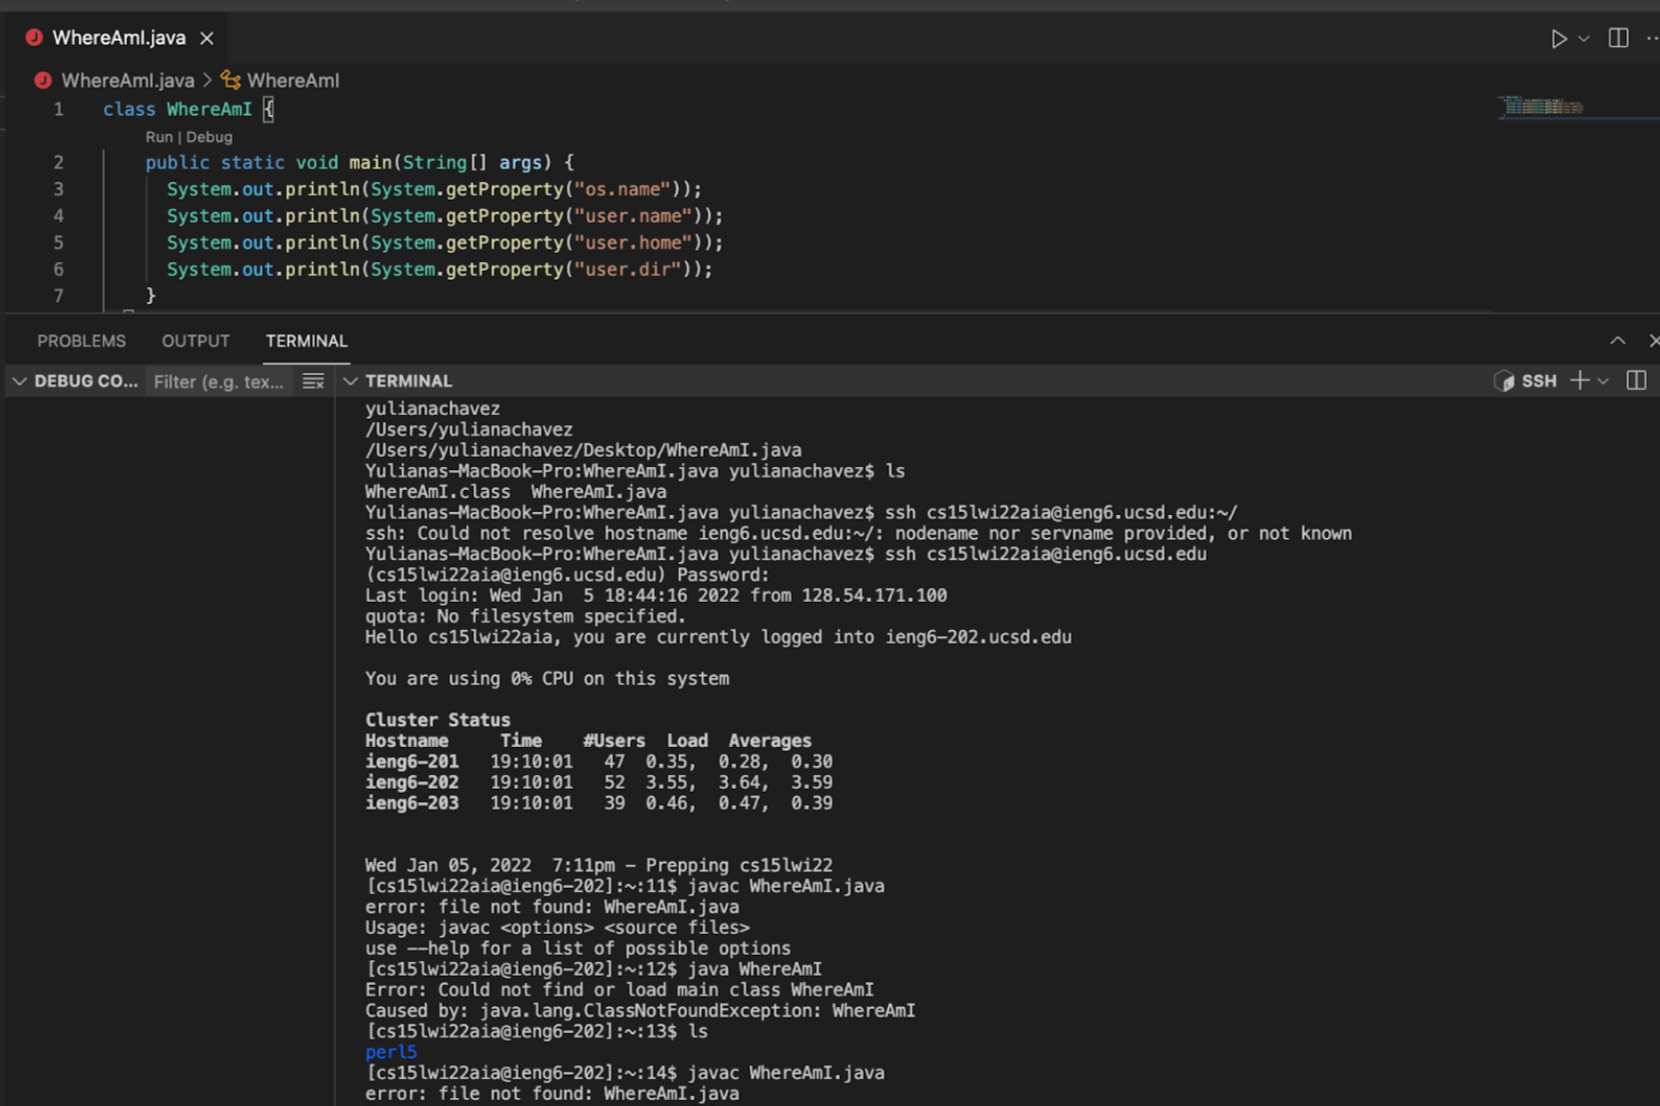 WhereAmI.java
WhereAmI.java > WhereAmI
1 class WhereAmI {
Run | Debug
2 public static void main(String[] args) {
3 System.out.println(System.getProperty("os.name"));
4 System.out.println(System.getProperty("user.name"));
5 System.out.println(System.getProperty("user.home"));
6 System.out.println(System.getProperty("user.dir"));
7 }
PROBLEMS OUTPUT TERMINAL
DEBUG CO... Filter (e.g. tex... TERMINAL SSH
yulianachavez
/Users/yulianachavez
/Users/yulianachavez/Desktop/WhereAmI.java
Yulianas-MacBook-Pro:WhereAmI.java yulianachavez$ ls
WhereAmI.class WhereAmI.java
Yulianas-MacBook-Pro:WhereAmI.java yulianachavez$ ssh cs15lwi22aia@ieng6.ucsd.edu:~/
ssh: Could not resolve hostname ieng6.ucsd.edu:~/: nodename nor servname provided, or not known
Yulianas-MacBook-Pro:WhereAmI.java yulianachavez$ ssh cs15lwi22aia@ieng6.ucsd.edu
(cs15lwi22aia@ieng6.ucsd.edu) Password:
Last login: Wed Jan  5 18:44:16 2022 from 128.54.171.100
quota: No filesystem specified.
Hello cs15lwi22aia, you are currently logged into ieng6-202.ucsd.edu
You are using 0% CPU on this system
Cluster Status
Hostname Time #Users Load Averages
ieng6-201 19:10:01 47 0.35, 0.28, 0.30
ieng6-202 19:10:01 52 3.55, 3.64, 3.59
ieng6-203 19:10:01 39 0.46, 0.47, 0.39
Wed Jan 05, 2022 7:11pm - Prepping cs15lwi22
[cs15lwi22aia@ieng6-202]:~:11$ javac WhereAmI.java
error: file not found: WhereAmI.java
Usage: javac <options> <source files>
use --help for a list of possible options
[cs15lwi22aia@ieng6-202]:~:12$ java WhereAmI
Error: Could not find or load main class WhereAmI
Caused by: java.lang.ClassNotFoundException: WhereAmI
[cs15lwi22aia@ieng6-202]:~:13$ ls
perl5
[cs15lwi22aia@ieng6-202]:~:14$ javac WhereAmI.java
error: file not found: WhereAmI.java